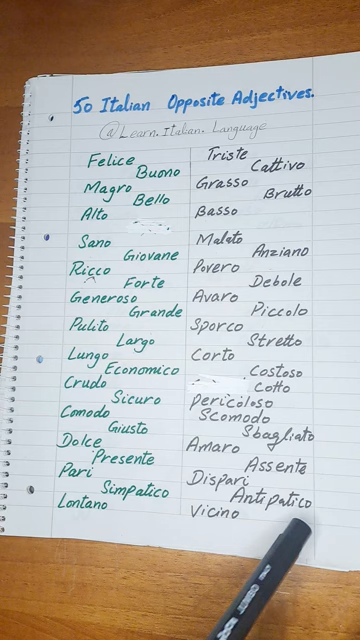 50 Italian Opposite Adjectives.
@Learn.Italian.Language
Felice Triste
Buono Cattivo
Magro Grasso
Bello Brutto
Alto Basso
Sano Malato
Giovane Anziano
Ricco Povero
Forte Debole
Generoso Avaro
Grande Piccolo
Pulito Sporco
Largo Stretto
Lungo Corto
Economico Costoso
Crudo Cotto
Sicuro Pericoloso
Comodo Scomodo
Giusto Sbagliato
Dolce Amaro
Presente Assente
Pari Dispari
Simpatico Antipatico
Lontano Vicino